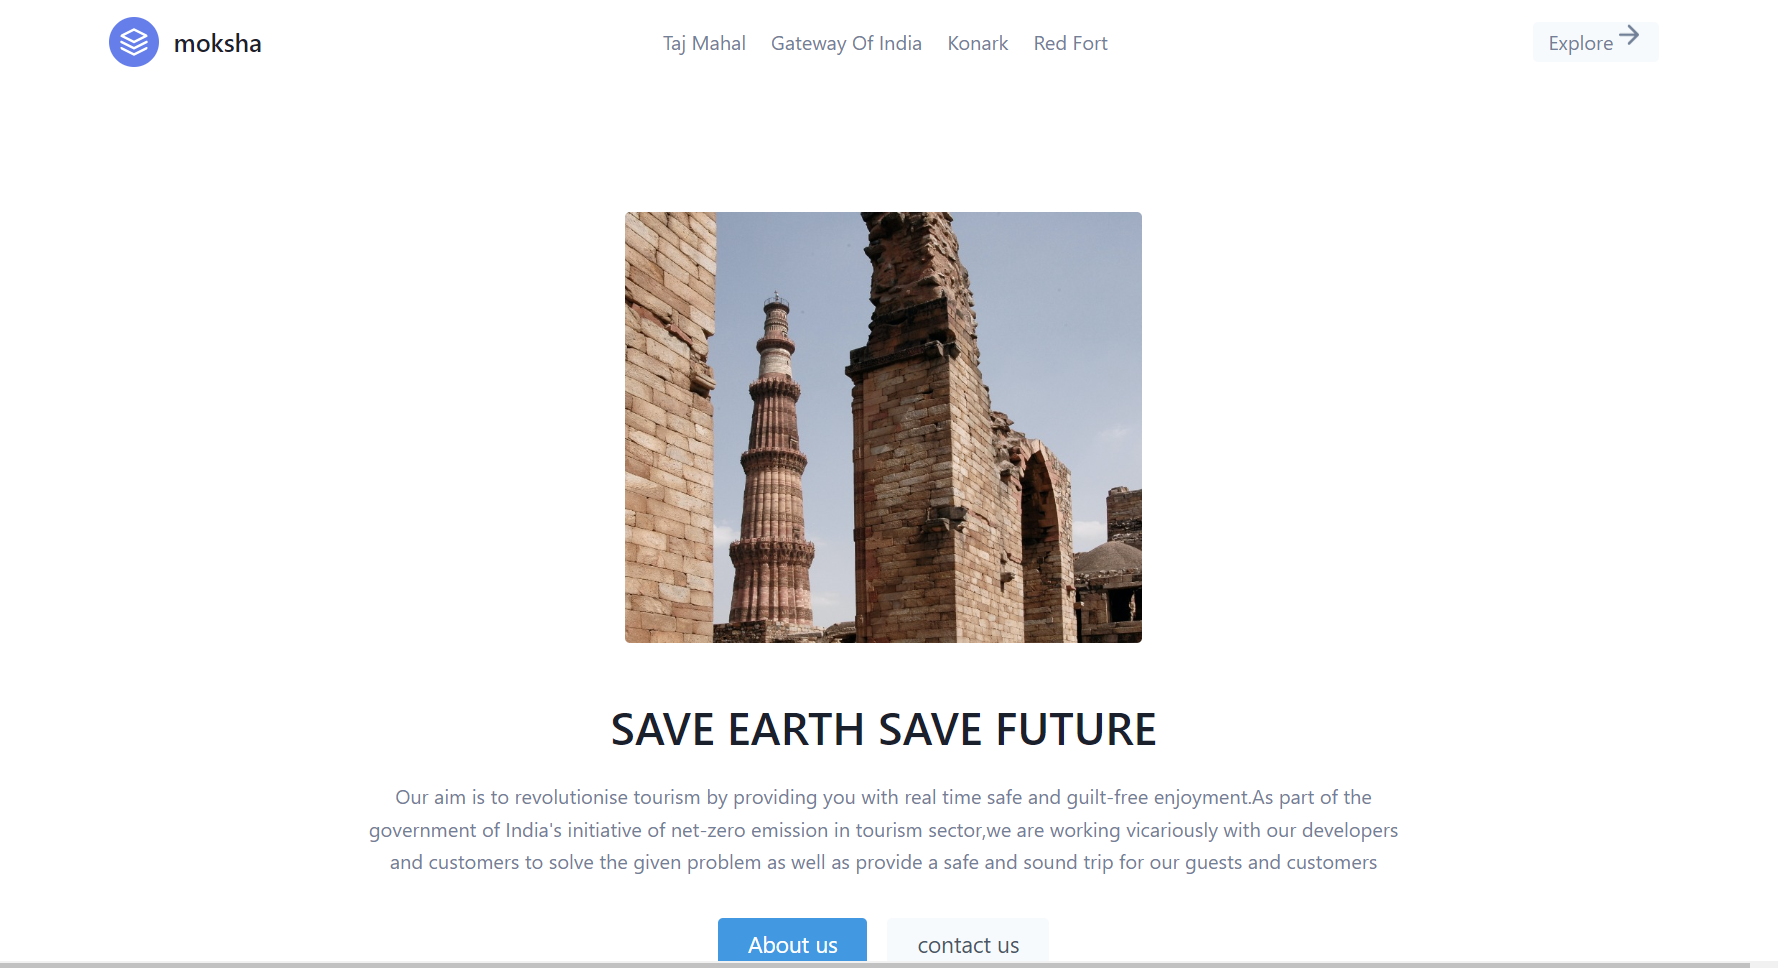 moksha
Taj Mahal Gateway Of India Konark Red Fort
Explore
SAVE EARTH SAVE FUTURE
Our aim is to revolutionise tourism by providing you with real time safe and guilt-free enjoyment.As part of the
government of India's initiative of net-zero emission in tourism sector,we are working vicariously with our developers
and customers to solve the given problem as well as provide a safe and sound trip for our guests and customers
About us contact us